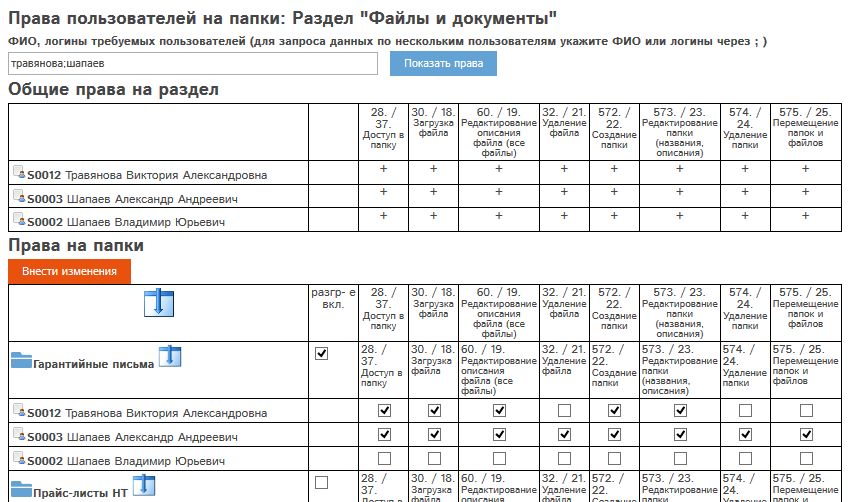 Права пользователей на папки: Раздел "Файлы и документы"
ФИО, логины требуемых пользователей (для запроса данных по нескольким пользователям укажите ФИО или логины через ; )
травянова;шапаев
Показать права
Общие права на раздел
28. / 37. Доступ в папку
30. / 18. Загрузка файла
60. / 19. Редактирование описания файла (все файлы)
32. / 21. Удаление файла
572. / 22. Создание папки
573. / 23. Редактирование папки (названия, описания)
574. / 24. Удаление папки
575. / 25. Перемещение папок и файлов
S0012 Травянова Виктория Александровна + + + + + + + +
S0003 Шапаев Александр Андреевич + + + + + + + +
S0002 Шапаев Владимир Юрьевич + + + + + + + +
Права на папки
Внести изменения
разгр- е вкл.
28. / 37. Доступ в папку
30. / 18. Загрузка файла
60. / 19. Редактирование описания файла (все файлы)
32. / 21. Удаление файла
572. / 22. Создание папки
573. / 23. Редактирование папки (названия, описания)
574. / 24. Удаление папки
575. / 25. Перемещение папок и файлов
Гарантийные письма
28. / 37. Доступ в папку
30. / 18. Загрузка файла
60. / 19. Редактирование описания файла (все файлы)
32. / 21. Удаление файла
572. / 22. Создание папки
573. / 23. Редактирование папки (названия, описания)
574. / 24. Удаление папки
575. / 25. Перемещение папок и файлов
S0012 Травянова Виктория Александровна
S0003 Шапаев Александр Андреевич
S0002 Шапаев Владимир Юрьевич
Прайс-листы НТ
28. / 37. Доступ в
30. / 18. Загрузка файла
60. / 19. Редактирование описания
32. / 21. Удаление файла
572. / 22. Создание
573. / 23. Редактирование папки
574. / 24. Удаление
575. / 25. Перемещение папок и